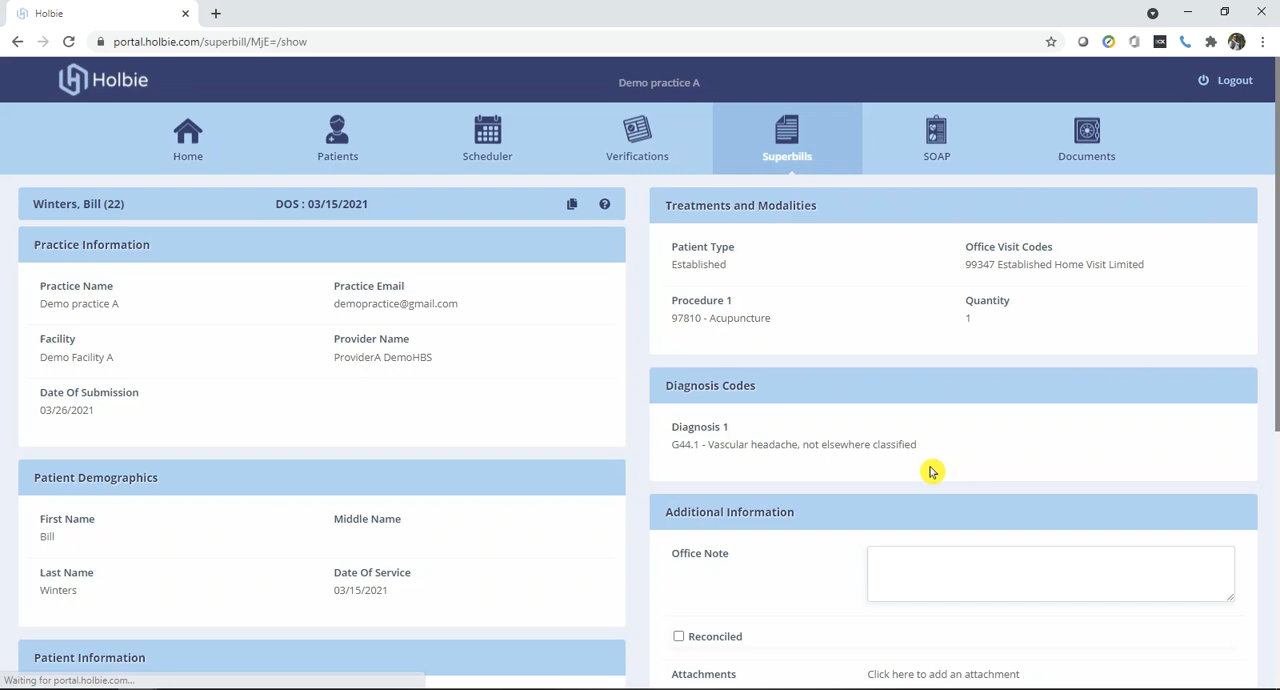 Holbie
portal.holbie.com/superbill/MjE=/show
Holbie
Demo practice A
Logout
Home
Patients
Scheduler
Verifications
Superbills
SOAP
Documents
Winters, Bill (22)
DOS : 03/15/2021
Practice Information
Practice Name
Practice Email
Demo practice A
demopractice@gmail.com
Facility
Provider Name
Demo Facility A
ProviderA DemoHBS
Date Of Submission
03/26/2021
Patient Demographics
First Name
Middle Name
Bill
Last Name
Date Of Service
Winters
03/15/2021
Patient Information
Treatments and Modalities
Patient Type
Office Visit Codes
Established
99347 Established Home Visit Limited
Procedure 1
Quantity
97810 - Acupuncture
1
Diagnosis Codes
Diagnosis 1
G44.1 - Vascular headache, not elsewhere classified
Additional Information
Office Note
Reconciled
Attachments
Click here to add an attachment
Waiting for portal.holbie.com...